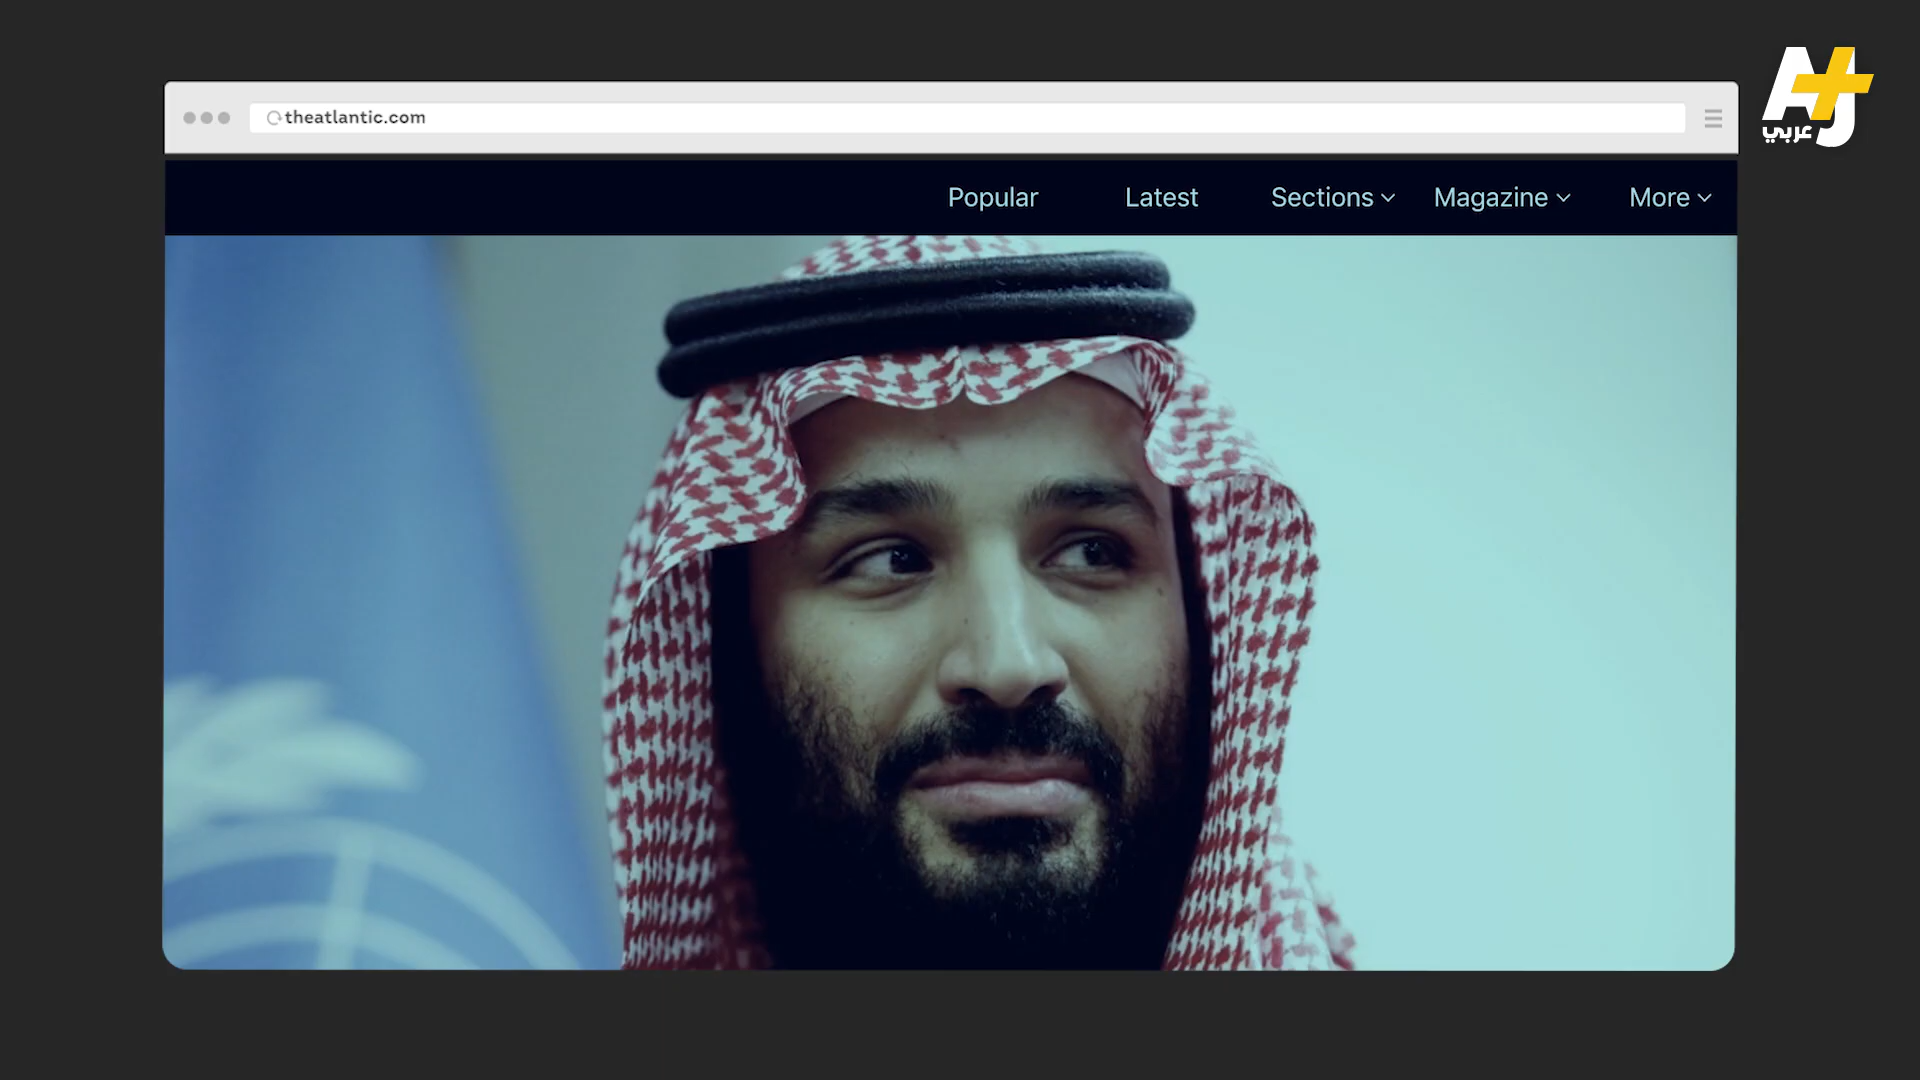 theatlantic.com
AJ+
عربي
Popular Latest Sections Magazine More